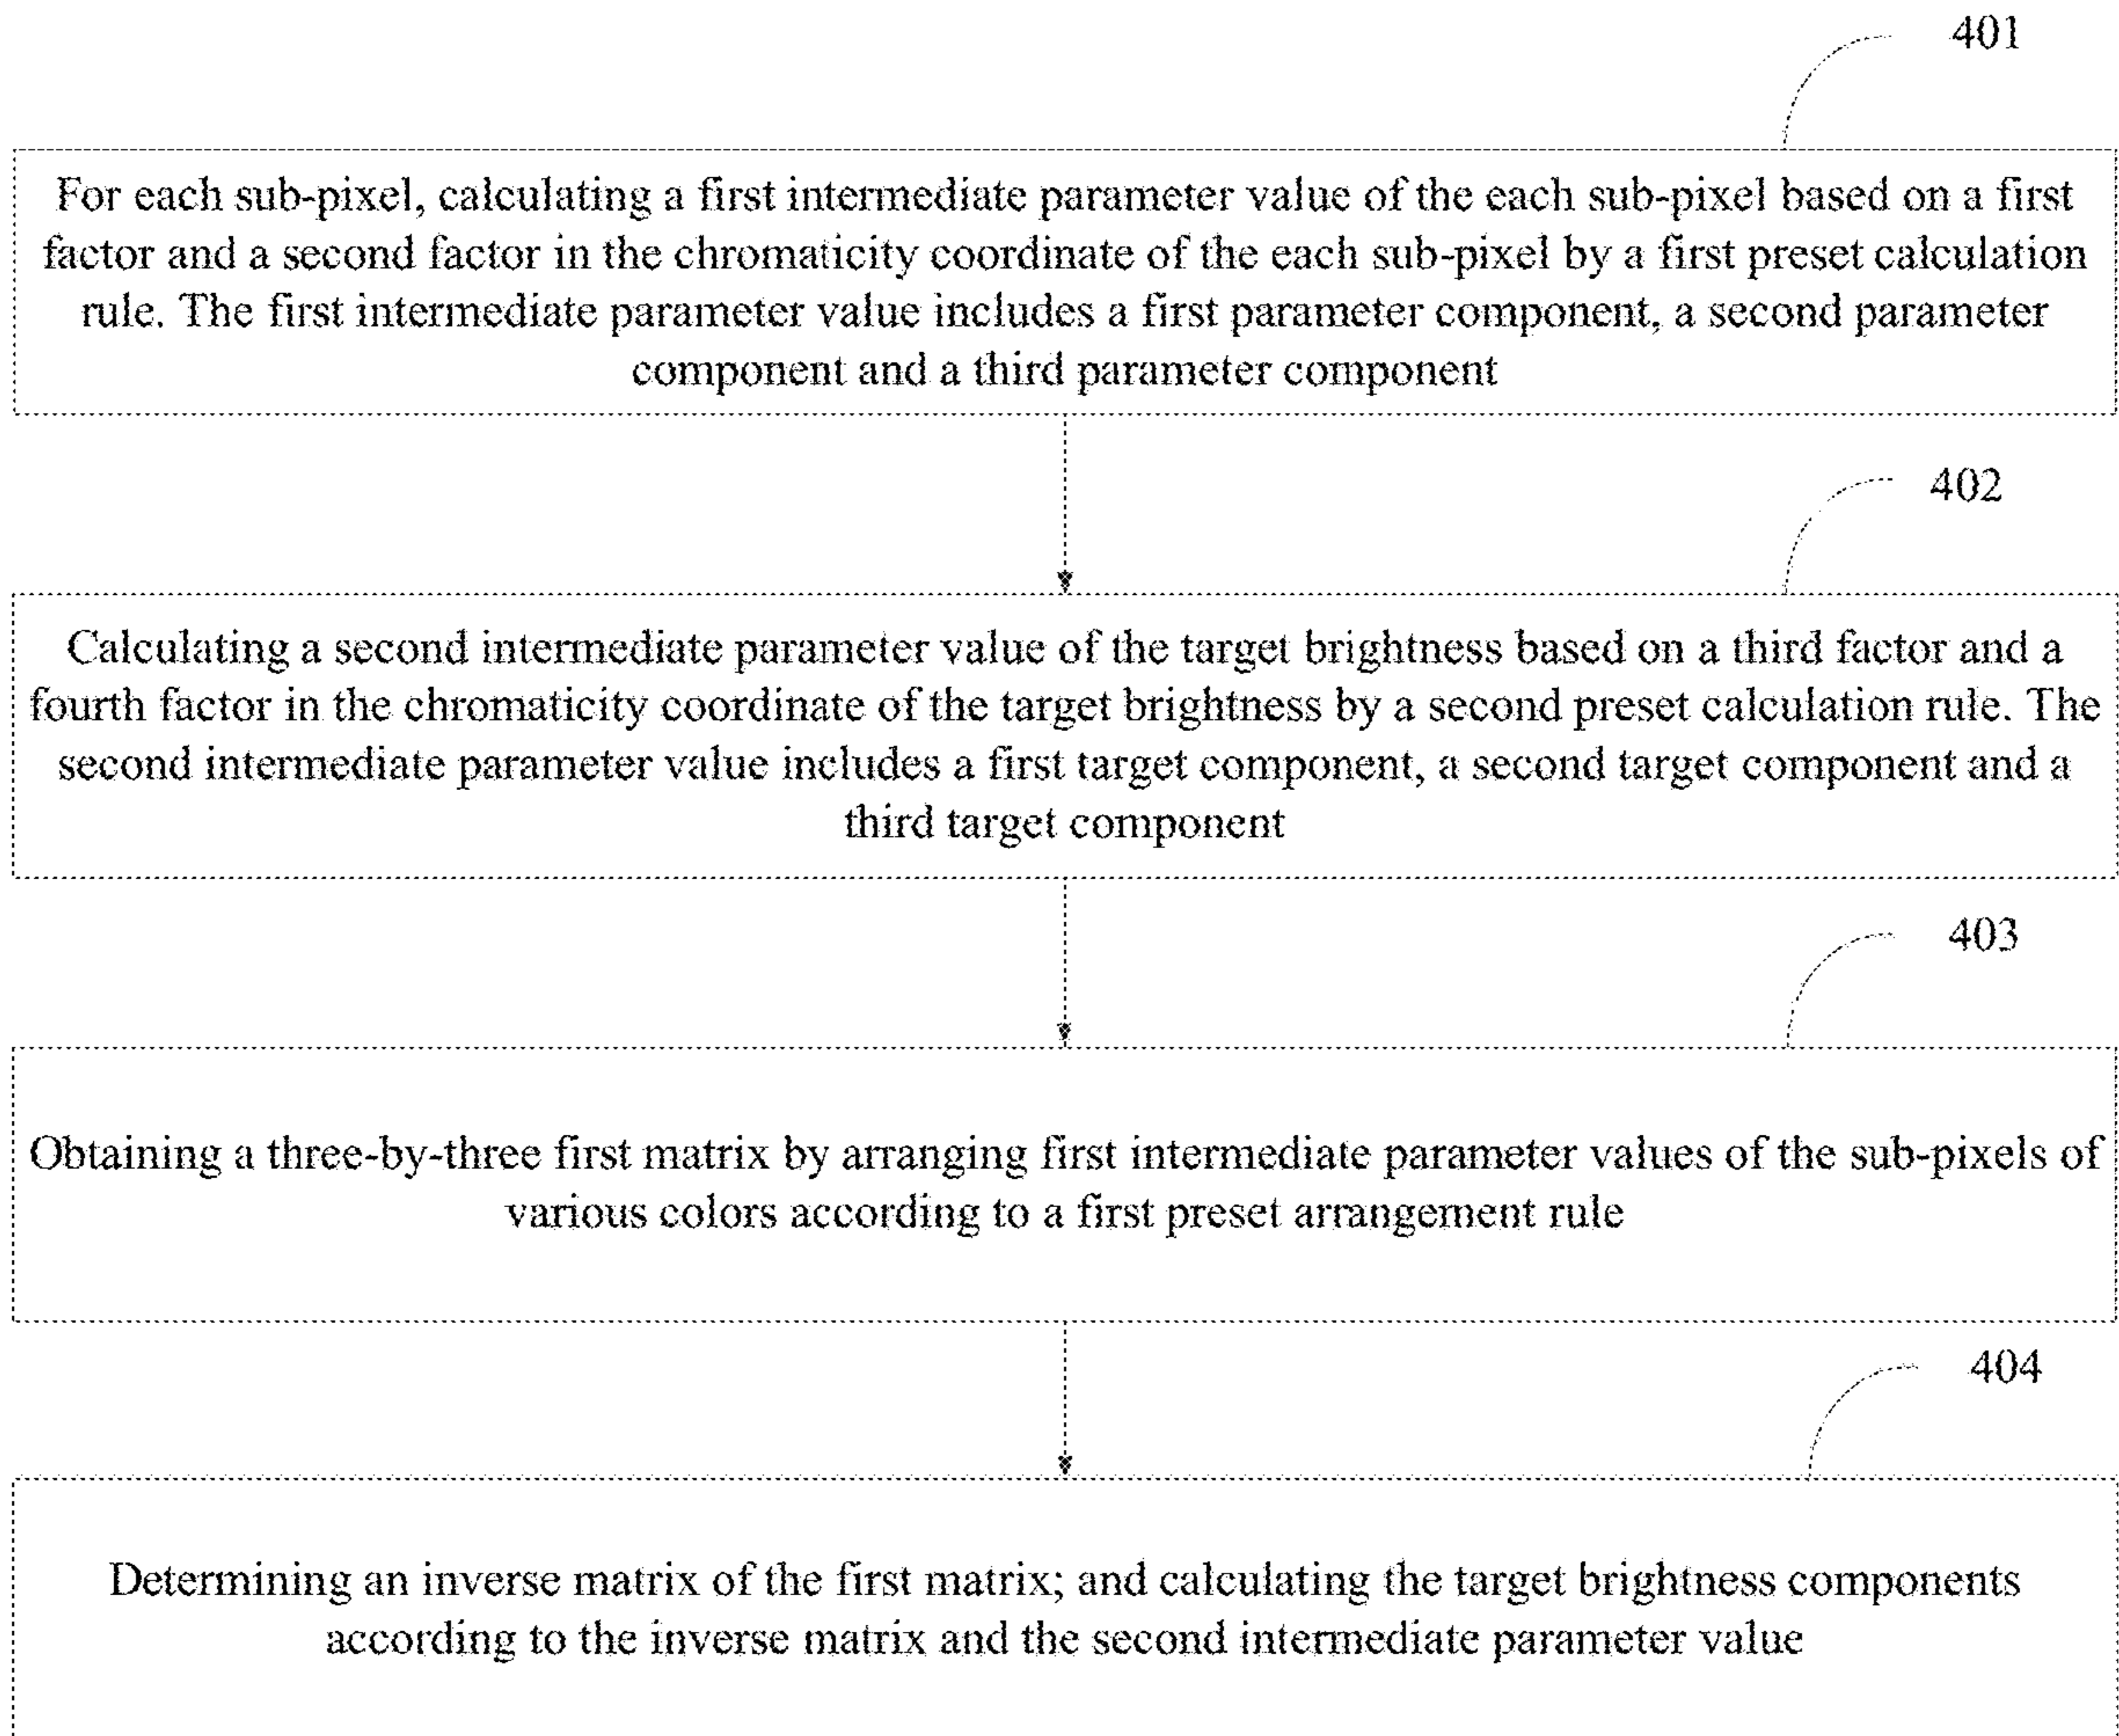 401
For each sub-pixel, calculating a first intermediate parameter value of the each sub-pixel based on a first
factor and a second factor in the chromaticity coordinate of the each sub-pixel by a first preset calculation
rule. The first intermediate parameter value includes a first parameter component, a second parameter
component and a third parameter component
402
Calculating a second intermediate parameter value of the target brightness based on a third factor and a
fourth factor in the chromaticity coordinate of the target brightness by a second preset calculation rule. The
second intermediate parameter value includes a first target component, a second target component and a
third target component
403
Obtaining a three-by-three first matrix by arranging first intermediate parameter values of the sub-pixels of
various colors according to a first preset arrangement rule
404
Determining an inverse matrix of the first matrix; and calculating the target brightness components
according to the inverse matrix and the second intermediate parameter value